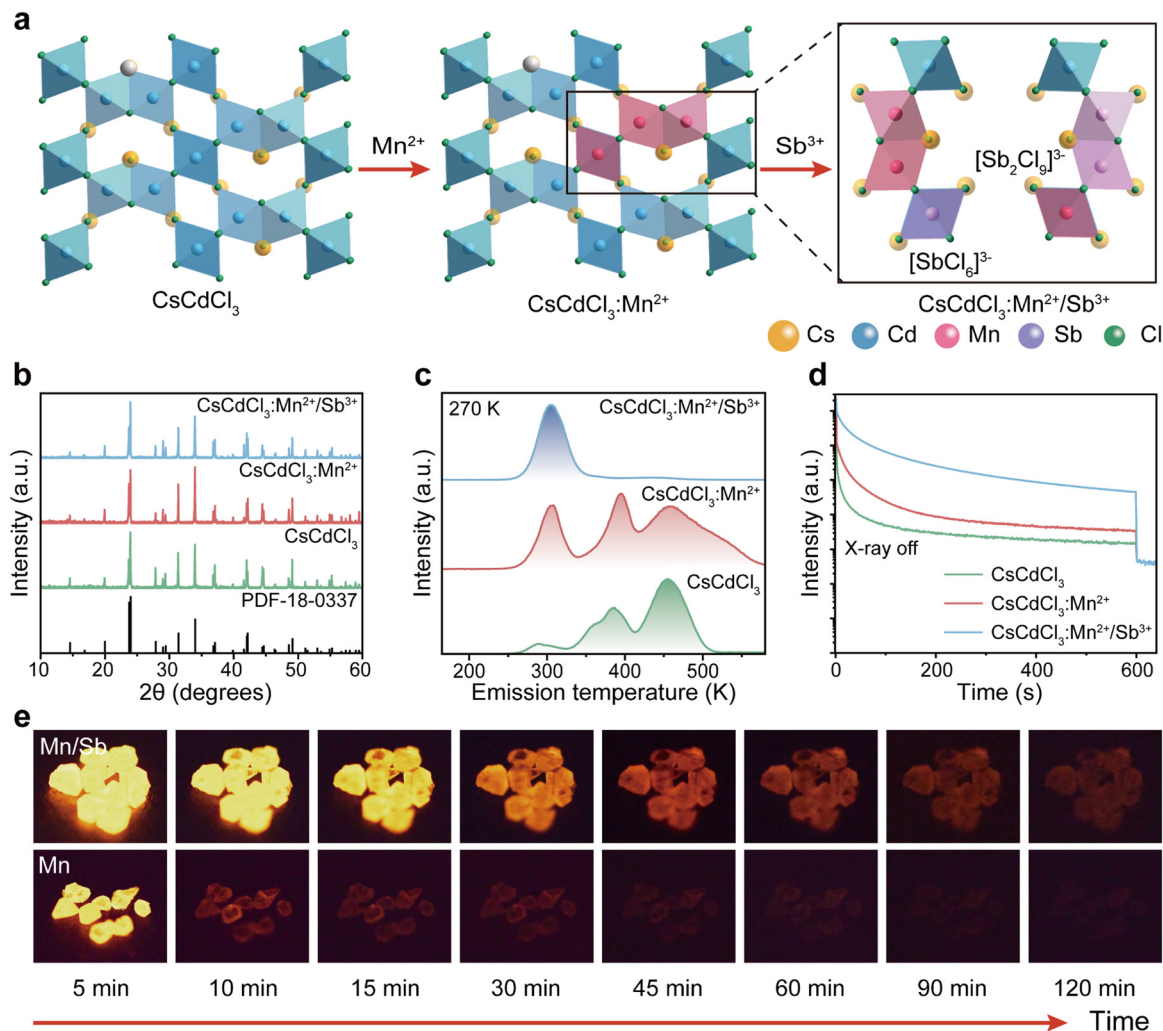 a
Mn²⁺
Sb³⁺
[Sb₂Cl₉]³⁻
[SbCl₆]³⁻
CsCdCl₃
CsCdCl₃:Mn²⁺
CsCdCl₃:Mn²⁺/Sb³⁺
Cs Cd Mn Sb Cl
b
Intensity (a.u.)
CsCdCl₃:Mn²⁺/Sb³⁺
CsCdCl₃:Mn²⁺
CsCdCl₃
PDF-18-0337
10 20 30 40 50 60
2θ (degrees)
c
Intensity (a.u.)
270 K
CsCdCl₃:Mn²⁺/Sb³⁺
CsCdCl₃:Mn²⁺
CsCdCl₃
200 300 400 500
Emission temperature (K)
d
Intensity (a.u.)
X-ray off
CsCdCl₃
CsCdCl₃:Mn²⁺
CsCdCl₃:Mn²⁺/Sb³⁺
0 200 400 600
Time (s)
e
Mn/Sb
Mn
5 min 10 min 15 min 30 min 45 min 60 min 90 min 120 min
Time